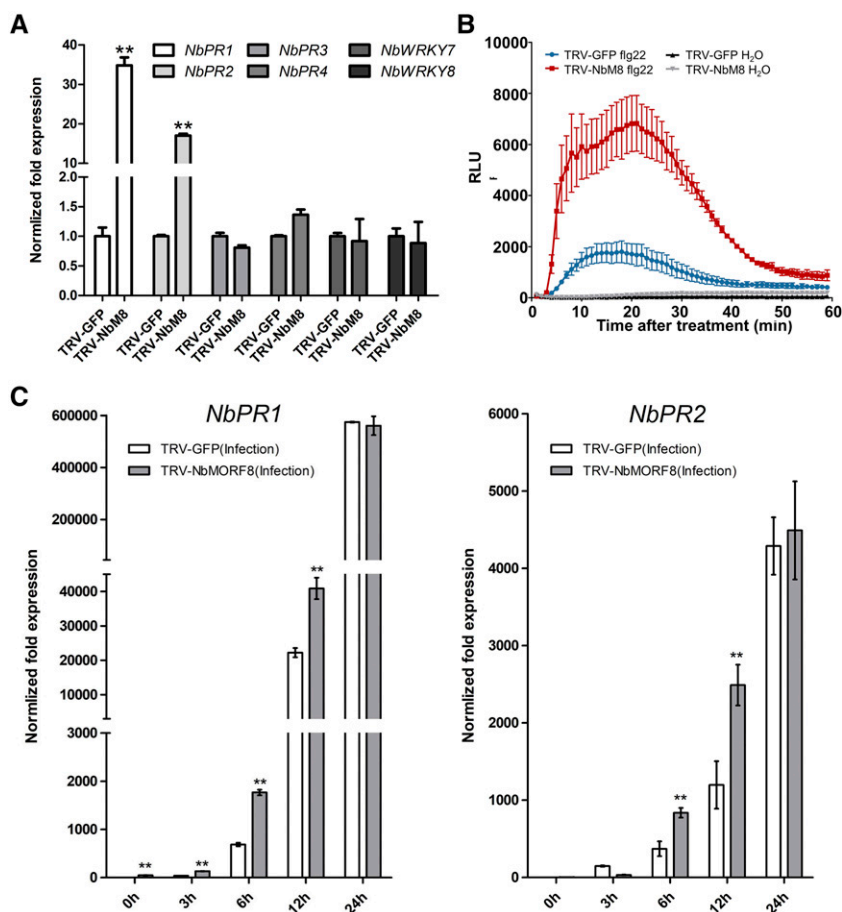 A
NbPR1 NbPR3 NbWRKY7
NbPR2 NbPR4 NbWRKY8
Normlized fold expression
40
30
20
10
2.0
1.5
1.0
0.5
0.0
**
**
TRV-GFP
TRV-NbM8
TRV-GFP
TRV-NbM8
TRV-GFP
TRV-NbM8
TRV-GFP
TRV-NbM8
TRV-GFP
TRV-NbM8
TRV-GFP
TRV-NbM8
B
TRV-GFP flg22 TRV-GFP H2O
TRV-NbM8 flg22 TRV-NbM8 H2O
RLU
10000
8000
6000
4000
2000
0
0 10 20 30 40 50 60
Time after treatment (min)
C
NbPR1
TRV-GFP(Infection)
TRV-NbMORF8(Infection)
Normlized fold expression
600000
500000
400000
50000
40000
30000
20000
10000
3000
2000
1000
0
**
**
**
**
0h 3h 6h 12h 24h
NbPR2
TRV-GFP(Infection)
TRV-NbMORF8(Infection)
Normlized fold expression
6000
5000
4000
3000
2000
1000
0
**
**
0h 3h 6h 12h 24h